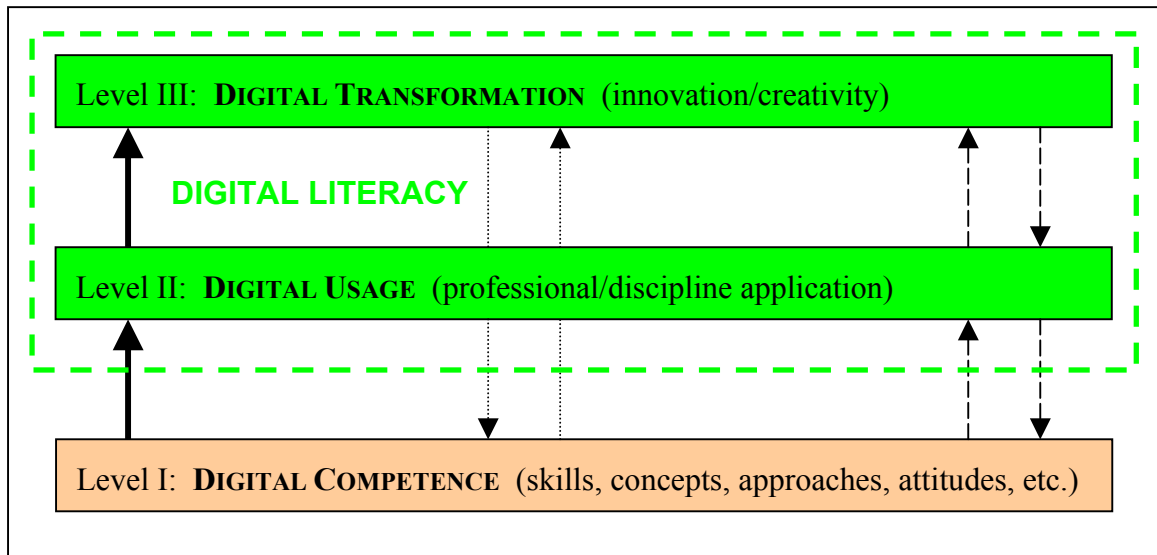 Level III: DIGITAL TRANSFORMATION (innovation/creativity)
DIGITAL LITERACY
Level II: DIGITAL USAGE (professional/discipline application)
Level I: DIGITAL COMPETENCE (skills, concepts, approaches, attitudes, etc.)